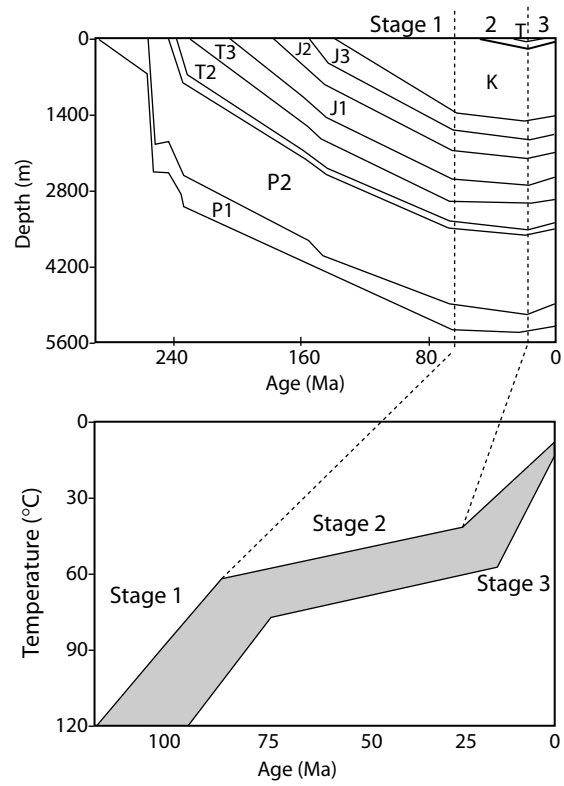 Stage 1 2 T 3
0
1400
2800
4200
5600
Depth (m)
T3
T2
J2
J3
J1
K
P2
P1
240 160 80 0
Age (Ma)
0
30
60
90
120
Temperature (°C)
Stage 2
Stage 1
Stage 3
100 75 50 25 0
Age (Ma)